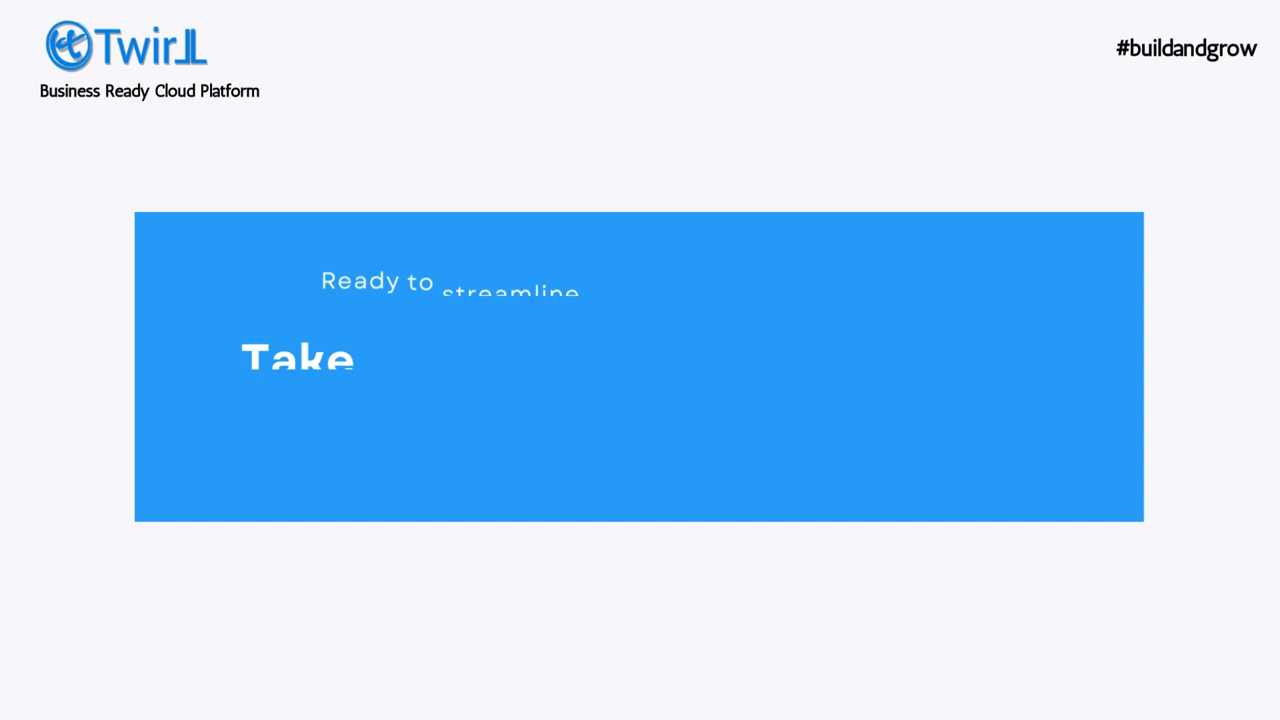 TwirLL
#buildandgrow
Business Ready Cloud Platform
Ready to streamline
Take